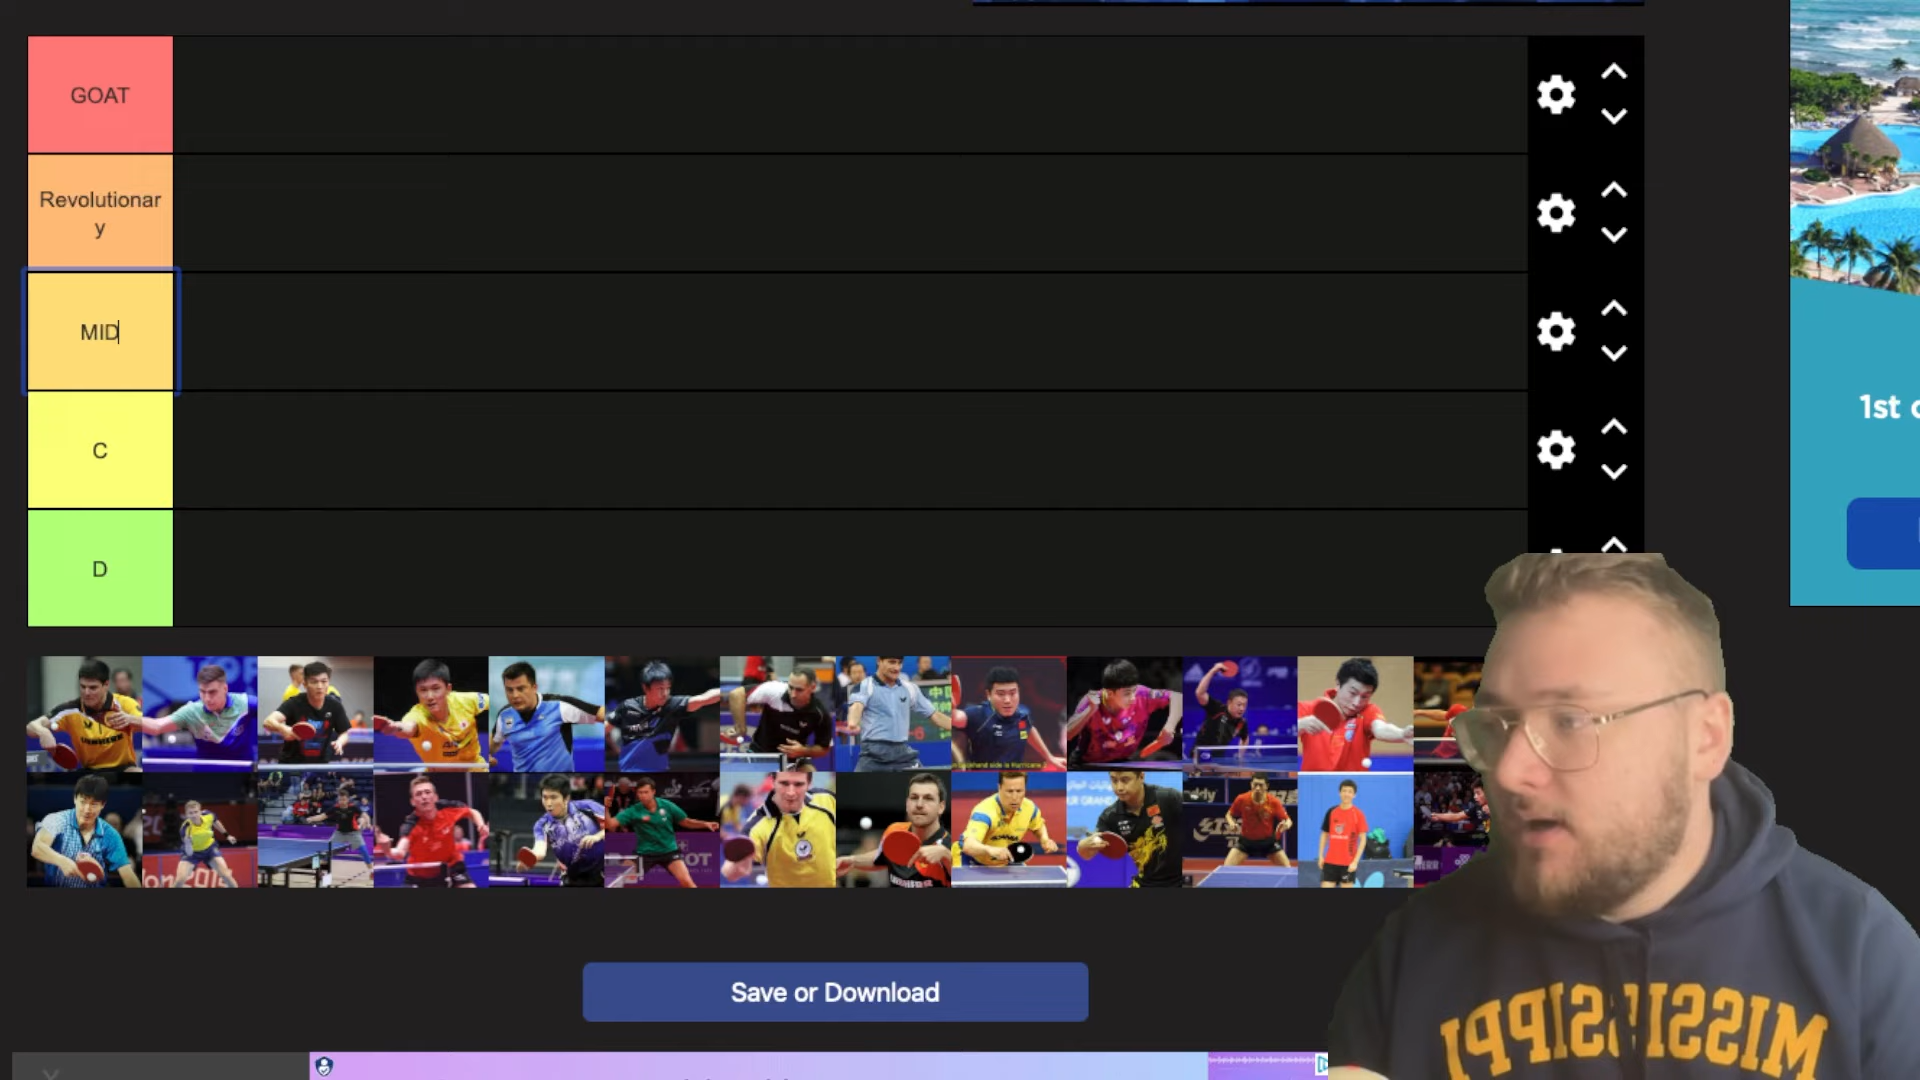 GOAT
Revolutionar
y
MID
C
D
1st
Save or Download
MISSISSIPPI